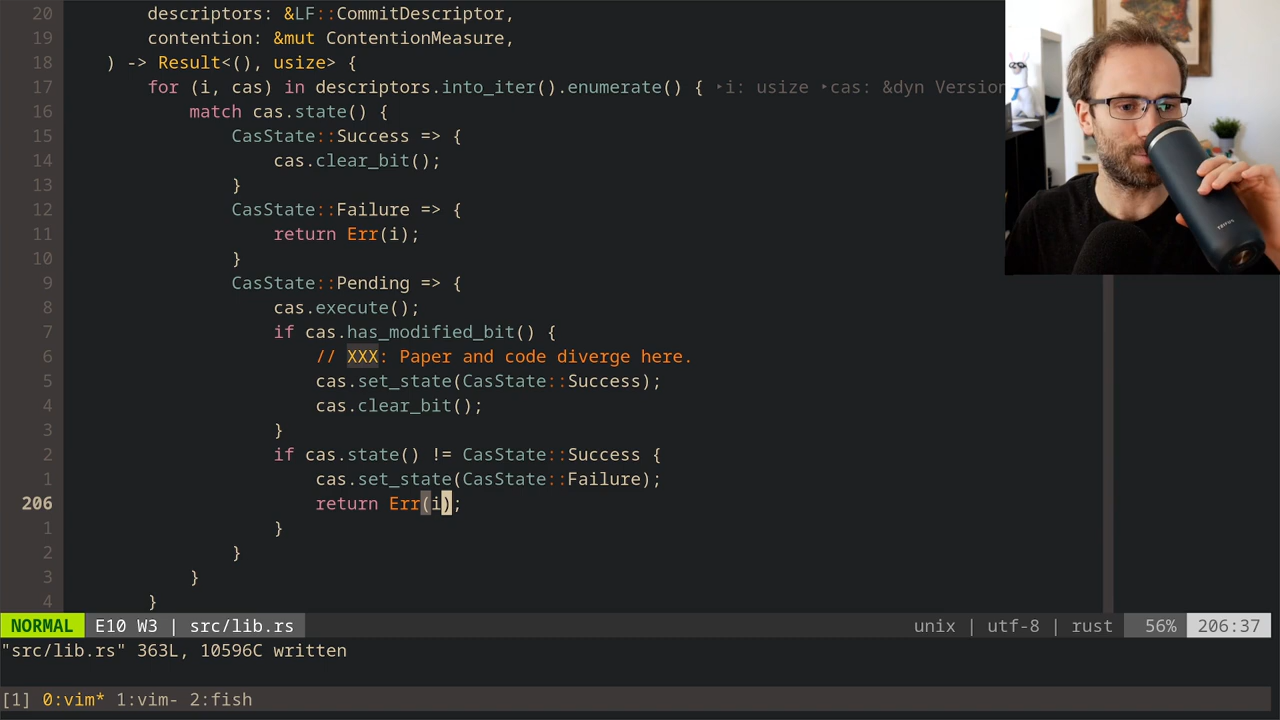 20 descriptors: &LF::CommitDescriptor,
19 contention: &mut ContentionMeasure,
18 ) -> Result<(), usize> {
17 for (i, cas) in descriptors.into_iter().enumerate() { ‣i: usize ‣cas: &dyn Version
16 match cas.state() {
15 CasState::Success => {
14 cas.clear_bit();
13 }
12 CasState::Failure => {
11 return Err(i);
10 }
9 CasState::Pending => {
8 cas.execute();
7 if cas.has_modified_bit() {
6 // XXX: Paper and code diverge here.
5 cas.set_state(CasState::Success);
4 cas.clear_bit();
3 }
2 if cas.state() != CasState::Success {
1 cas.set_state(CasState::Failure);
206 return Err(i);
1 }
2 }
3 }
4 }
NORMAL E10 W3 | src/lib.rs unix | utf-8 | rust 56% 206:37
"src/lib.rs" 363L, 10596C written
[1] 0:vim* 1:vim- 2:fish